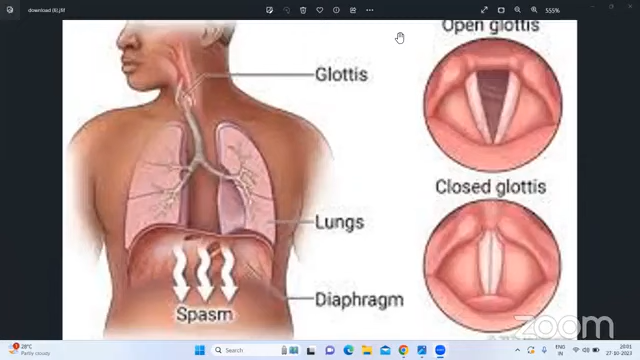 download (8).jfif
555%
Open glottis
Glottis
Closed glottis
Lungs
Diaphragm
Spasm
zoom
28°C
Partly cloudy
Search
ENG
IN
20:01
27-10-2023